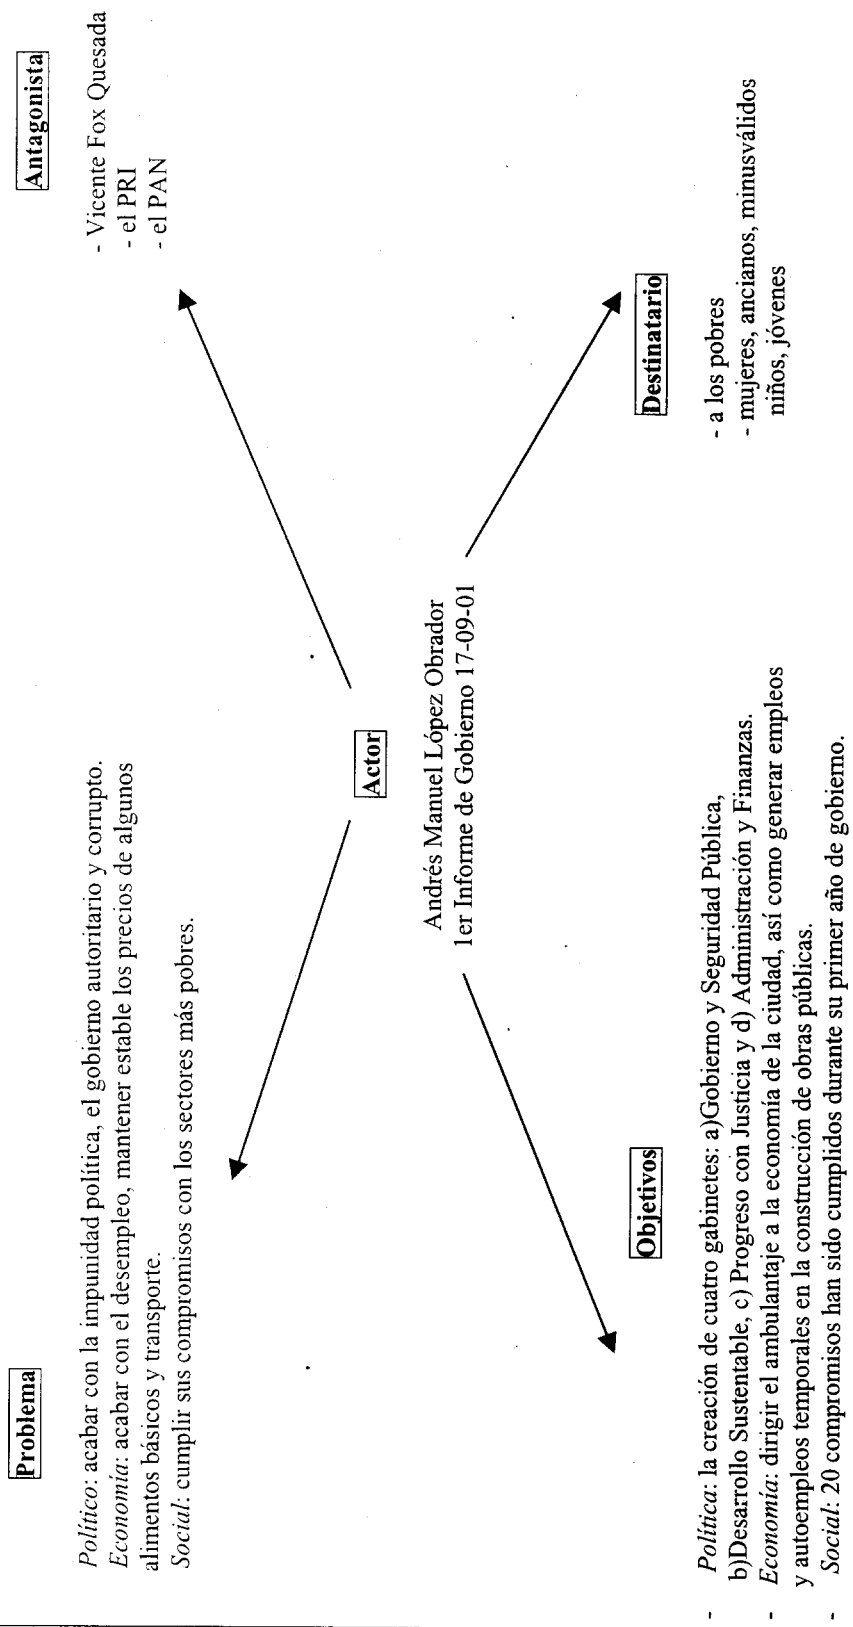 Problema
Político: acabar con la impunidad política, el gobierno autoritario y corrupto.
Economía: acabar con el desempleo, mantener estable los precios de algunos
alimentos básicos y transporte.
Social: cumplir sus compromisos con los sectores más pobres.
Antagonista
- Vicente Fox Quesada
- el PRI
- el PAN
Actor
Andrés Manuel López Obrador
1er Informe de Gobierno 17-09-01
Objetivos
- Política: la creación de cuatro gabinetes: a)Gobierno y Seguridad Pública,
b)Desarrollo Sustentable, c) Progreso con Justicia y d) Administración y Finanzas.
- Economía: dirigir el ambulantaje a la economía de la ciudad, así como generar empleos
y autoempleos temporales en la construcción de obras públicas.
- Social: 20 compromisos han sido cumplidos durante su primer año de gobierno.
Destinatario
- a los pobres
- mujeres, ancianos, minusválidos
niños, jóvenes